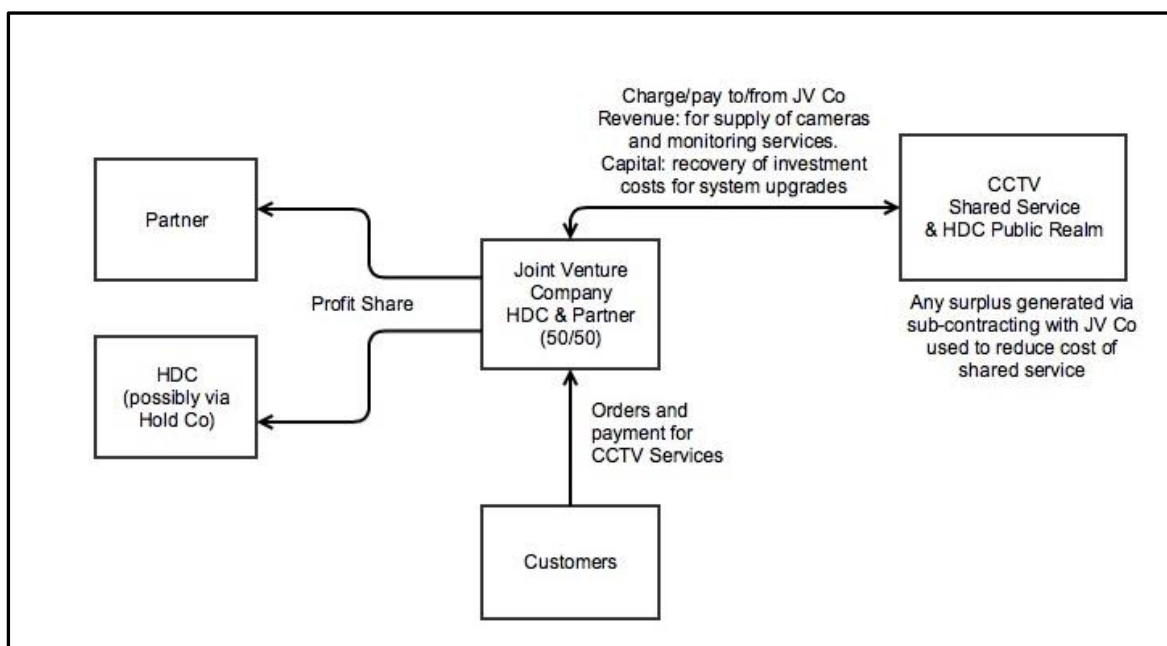 Charge/pay to/from JV Co
Revenue: for supply of cameras
and monitoring services.
Capital: recovery of investment
costs for system upgrades
Partner
CCTV
Shared Service
& HDC Public Realm
Joint Venture
Company
HDC & Partner
(50/50)
Profit Share
Any surplus generated via
sub-contracting with JV Co
used to reduce cost of
shared service
HDC
(possibly via
Hold Co)
Orders and
payment for
CCTV Services
Customers